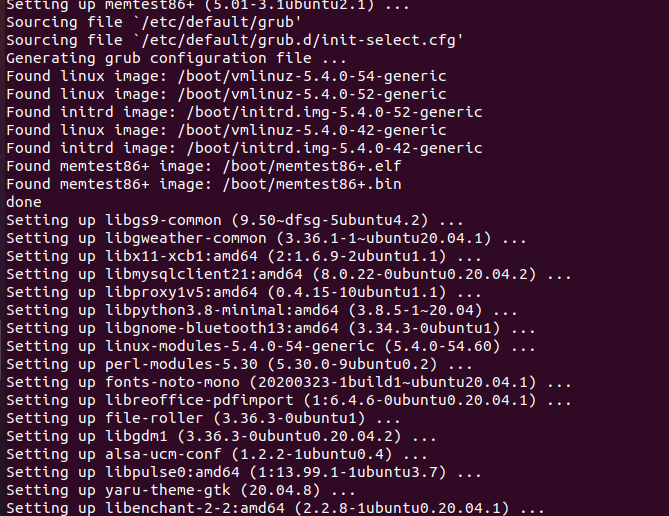 Setting up memtest86+ (5.01-3.1ubuntu2.1) ...
Sourcing file `/etc/default/grub'
Sourcing file `/etc/default/grub.d/init-select.cfg'
Generating grub configuration file ...
Found linux image: /boot/vmlinuz-5.4.0-54-generic
Found linux image: /boot/vmlinuz-5.4.0-52-generic
Found initrd image: /boot/initrd.img-5.4.0-52-generic
Found linux image: /boot/vmlinuz-5.4.0-42-generic
Found initrd image: /boot/initrd.img-5.4.0-42-generic
Found memtest86+ image: /boot/memtest86+.elf
Found memtest86+ image: /boot/memtest86+.bin
done
Setting up libgs9-common (9.50~dfsg-5ubuntu4.2) ...
Setting up libgweather-common (3.36.1-1~ubuntu20.04.1) ...
Setting up libx11-xcb1:amd64 (2:1.6.9-2ubuntu1.1) ...
Setting up libmysqlclient21:amd64 (8.0.22-0ubuntu0.20.04.2) ...
Setting up libproxy1v5:amd64 (0.4.15-10ubuntu1.1) ...
Setting up libpython3.8-minimal:amd64 (3.8.5-1~20.04) ...
Setting up libgnome-bluetooth13:amd64 (3.34.3-0ubuntu1) ...
Setting up linux-modules-5.4.0-54-generic (5.4.0-54.60) ...
Setting up perl-modules-5.30 (5.30.0-9ubuntu0.2) ...
Setting up fonts-noto-mono (20200323-1build1~ubuntu20.04.1) ...
Setting up libreoffice-pdfimport (1:6.4.6-0ubuntu0.20.04.1) ...
Setting up file-roller (3.36.3-0ubuntu1) ...
Setting up libgdm1 (3.36.3-0ubuntu0.20.04.2) ...
Setting up alsa-ucm-conf (1.2.2-1ubuntu0.4) ...
Setting up libpulse0:amd64 (1:13.99.1-1ubuntu3.7) ...
Setting up yaru-theme-gtk (20.04.8) ...
Setting up libenchant-2-2:amd64 (2.2.8-1ubuntu0.20.04.1) ...